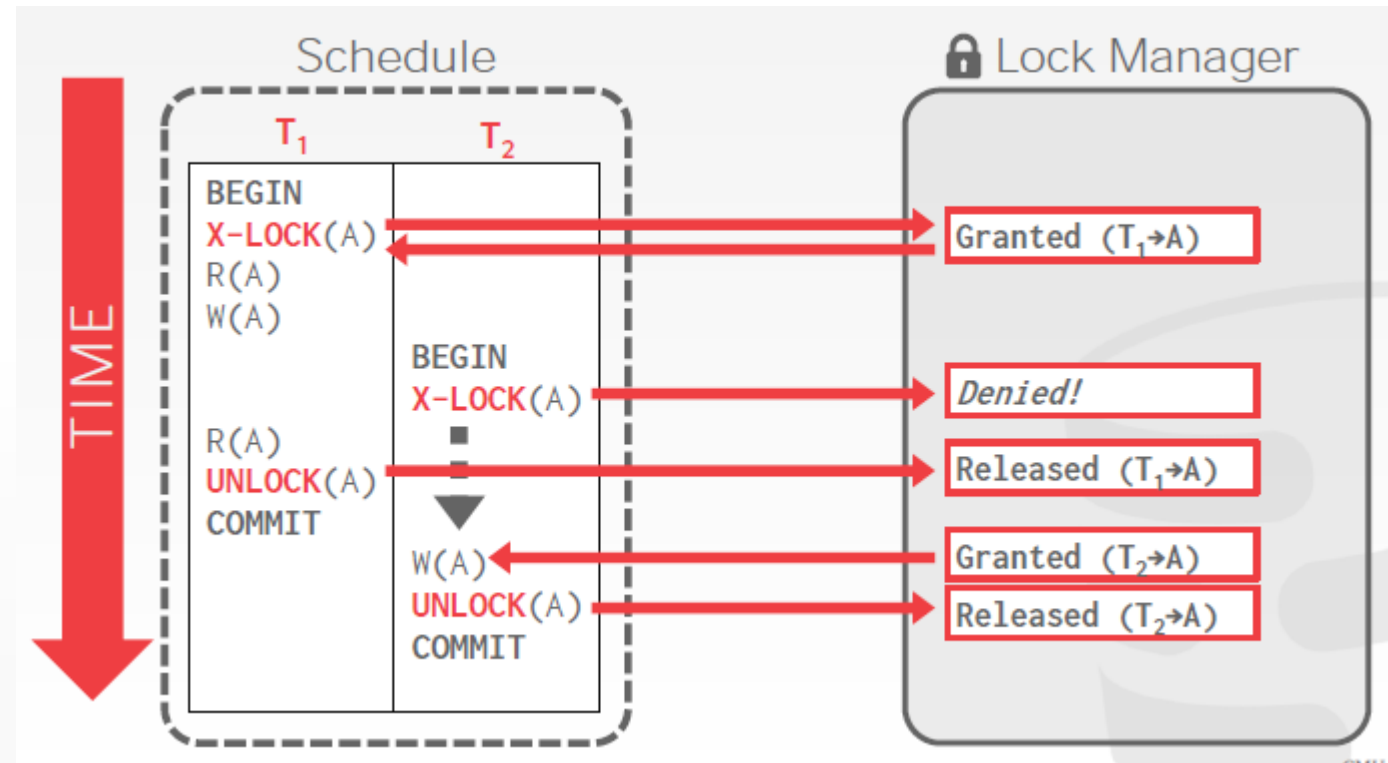 Schedule
Lock Manager
TIME
T₁
T₂
BEGIN
X-LOCK(A)
R(A)
W(A)
BEGIN
X-LOCK(A)
R(A)
UNLOCK(A)
COMMIT
W(A)
UNLOCK(A)
COMMIT
Granted (T₁→A)
Denied!
Released (T₁→A)
Granted (T₂→A)
Released (T₂→A)